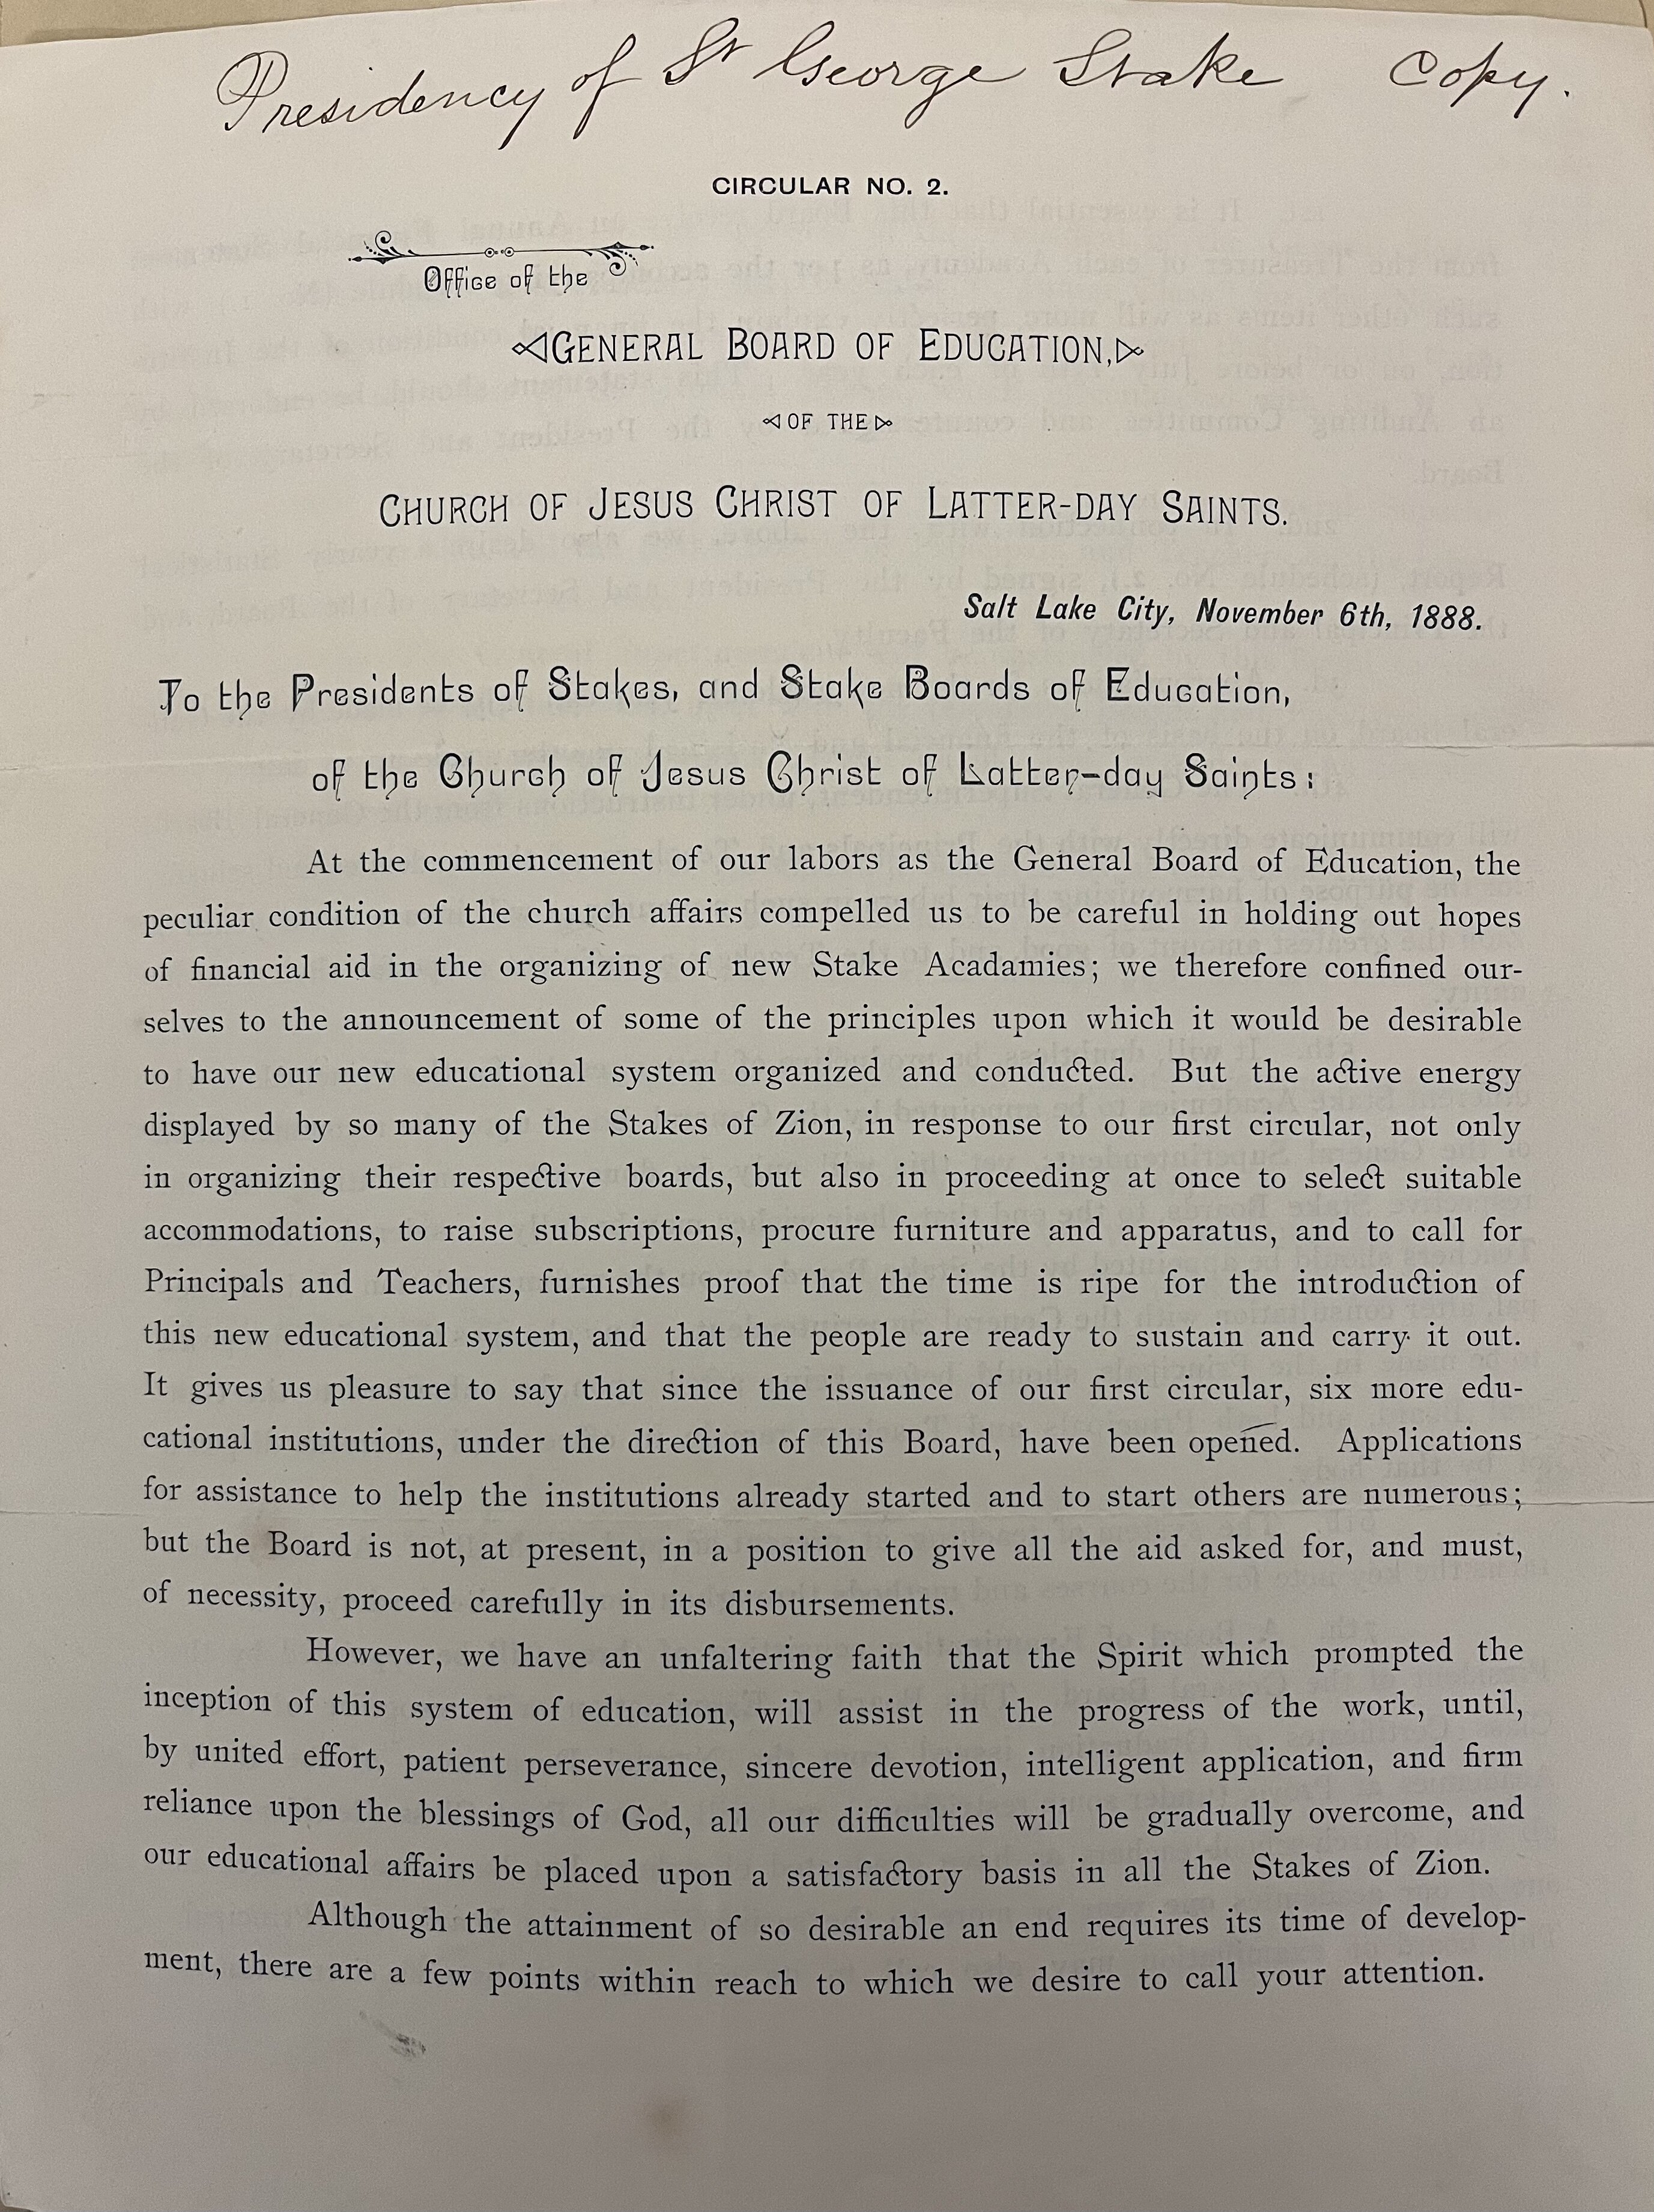 Presidency of St George Stake Copy.
CIRCULAR NO. 2.
Office of the
GENERAL BOARD OF EDUCATION,
OF THE
CHURCH OF JESUS CHRIST OF LATTER-DAY SAINTS.
Salt Lake City, November 6th, 1888.
To the Presidents of Stakes, and Stake Boards of Education,
of the Church of Jesus Christ of Latter-day Saints:
At the commencement of our labors as the General Board of Education, the
peculiar condition of the church affairs compelled us to be careful in holding out hopes
of financial aid in the organizing of new Stake Acadamies; we therefore confined our-
selves to the announcement of some of the principles upon which it would be desirable
to have our new educational system organized and conducted. But the active energy
displayed by so many of the Stakes of Zion, in response to our first circular, not only
in organizing their respective boards, but also in proceeding at once to select suitable
accommodations, to raise subscriptions, procure furniture and apparatus, and to call for
Principals and Teachers, furnishes proof that the time is ripe for the introduction of
this new educational system, and that the people are ready to sustain and carry it out.
It gives us pleasure to say that since the issuance of our first circular, six more edu-
cational institutions, under the direction of this Board, have been opened. Applications
for assistance to help the institutions already started and to start others are numerous;
but the Board is not, at present, in a position to give all the aid asked for, and must,
of necessity, proceed carefully in its disbursements.
However, we have an unfaltering faith that the Spirit which prompted the
inception of this system of education, will assist in the progress of the work, until,
by united effort, patient perseverance, sincere devotion, intelligent application, and firm
reliance upon the blessings of God, all our difficulties will be gradually overcome, and
our educational affairs be placed upon a satisfactory basis in all the Stakes of Zion.
Although the attainment of so desirable an end requires its time of develop-
ment, there are a few points within reach to which we desire to call your attention.